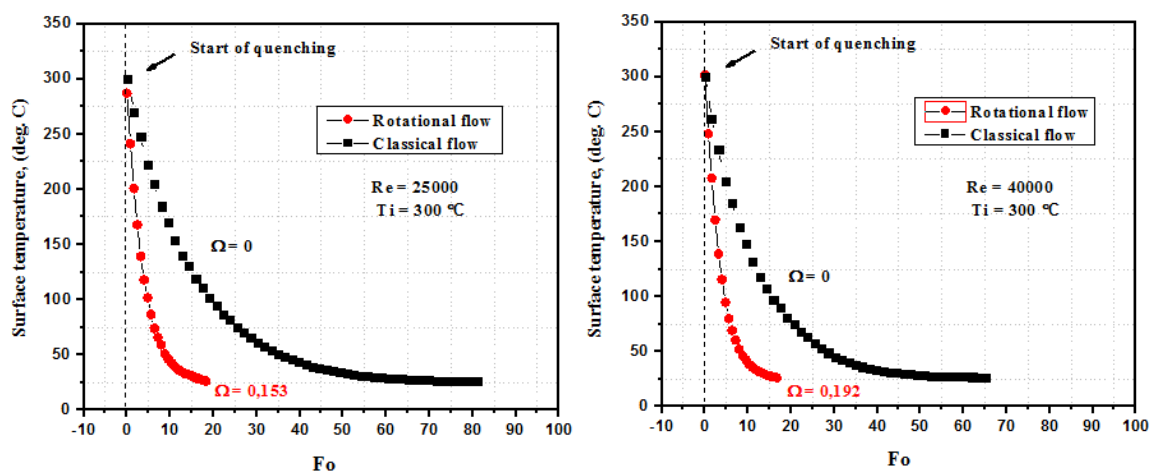 350
300
250
200
150
100
50
0
-10 0 10 20 30 40 50 60 70 80 90 100
Surface temperature, (deg. C)
Fo
Start of quenching
Rotational flow
Classical flow
Re = 25000
Ti = 300 °C
Ω = 0
Ω = 0,153
350
300
250
200
150
100
50
0
-10 0 10 20 30 40 50 60 70 80 90 100
Surface temperature, (deg. C)
Fo
Start of quenching
Rotational flow
Classical flow
Re = 40000
Ti = 300 °C
Ω = 0
Ω = 0,192